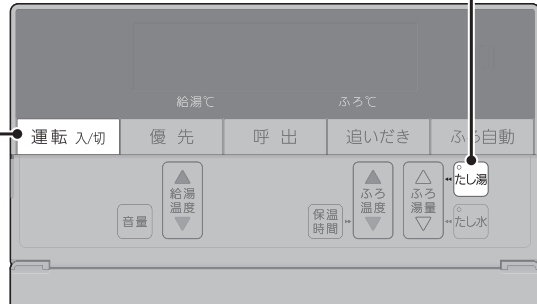 給湯℃ ふろ℃
運転 入/切 優先 呼出 追いだき ふろ自動
給湯
温度
音量
保温
時間
ふろ
温度
ふろ
湯量
たし湯
たし水